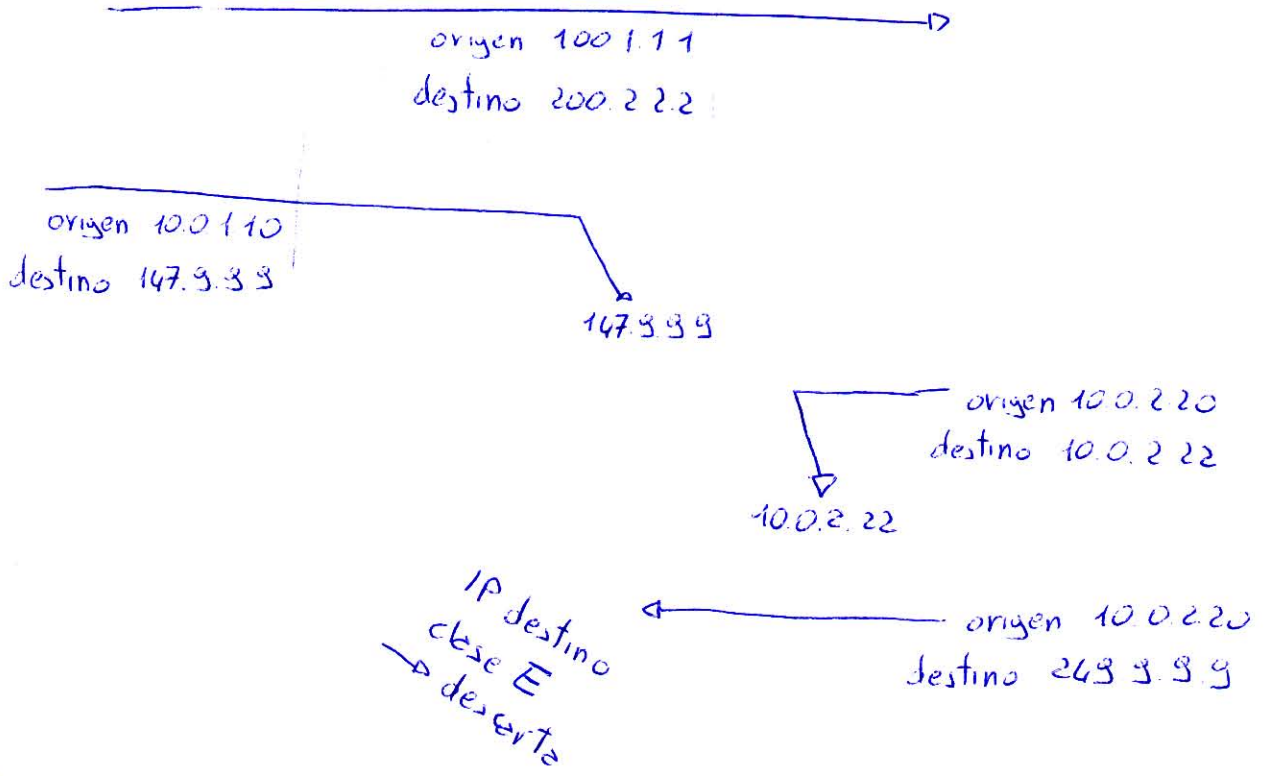 origen 100 1.1 1
destino 200.2 2.2
origen 10.0 1 10
destino 147.9.9 9
147.9.9 9
origen 10.0.2 20
destino 10.0.2 22
10.0.2.22
IP destino
clase E
→ descarta
origen 10.0 2.20
destino 249 9.9.9